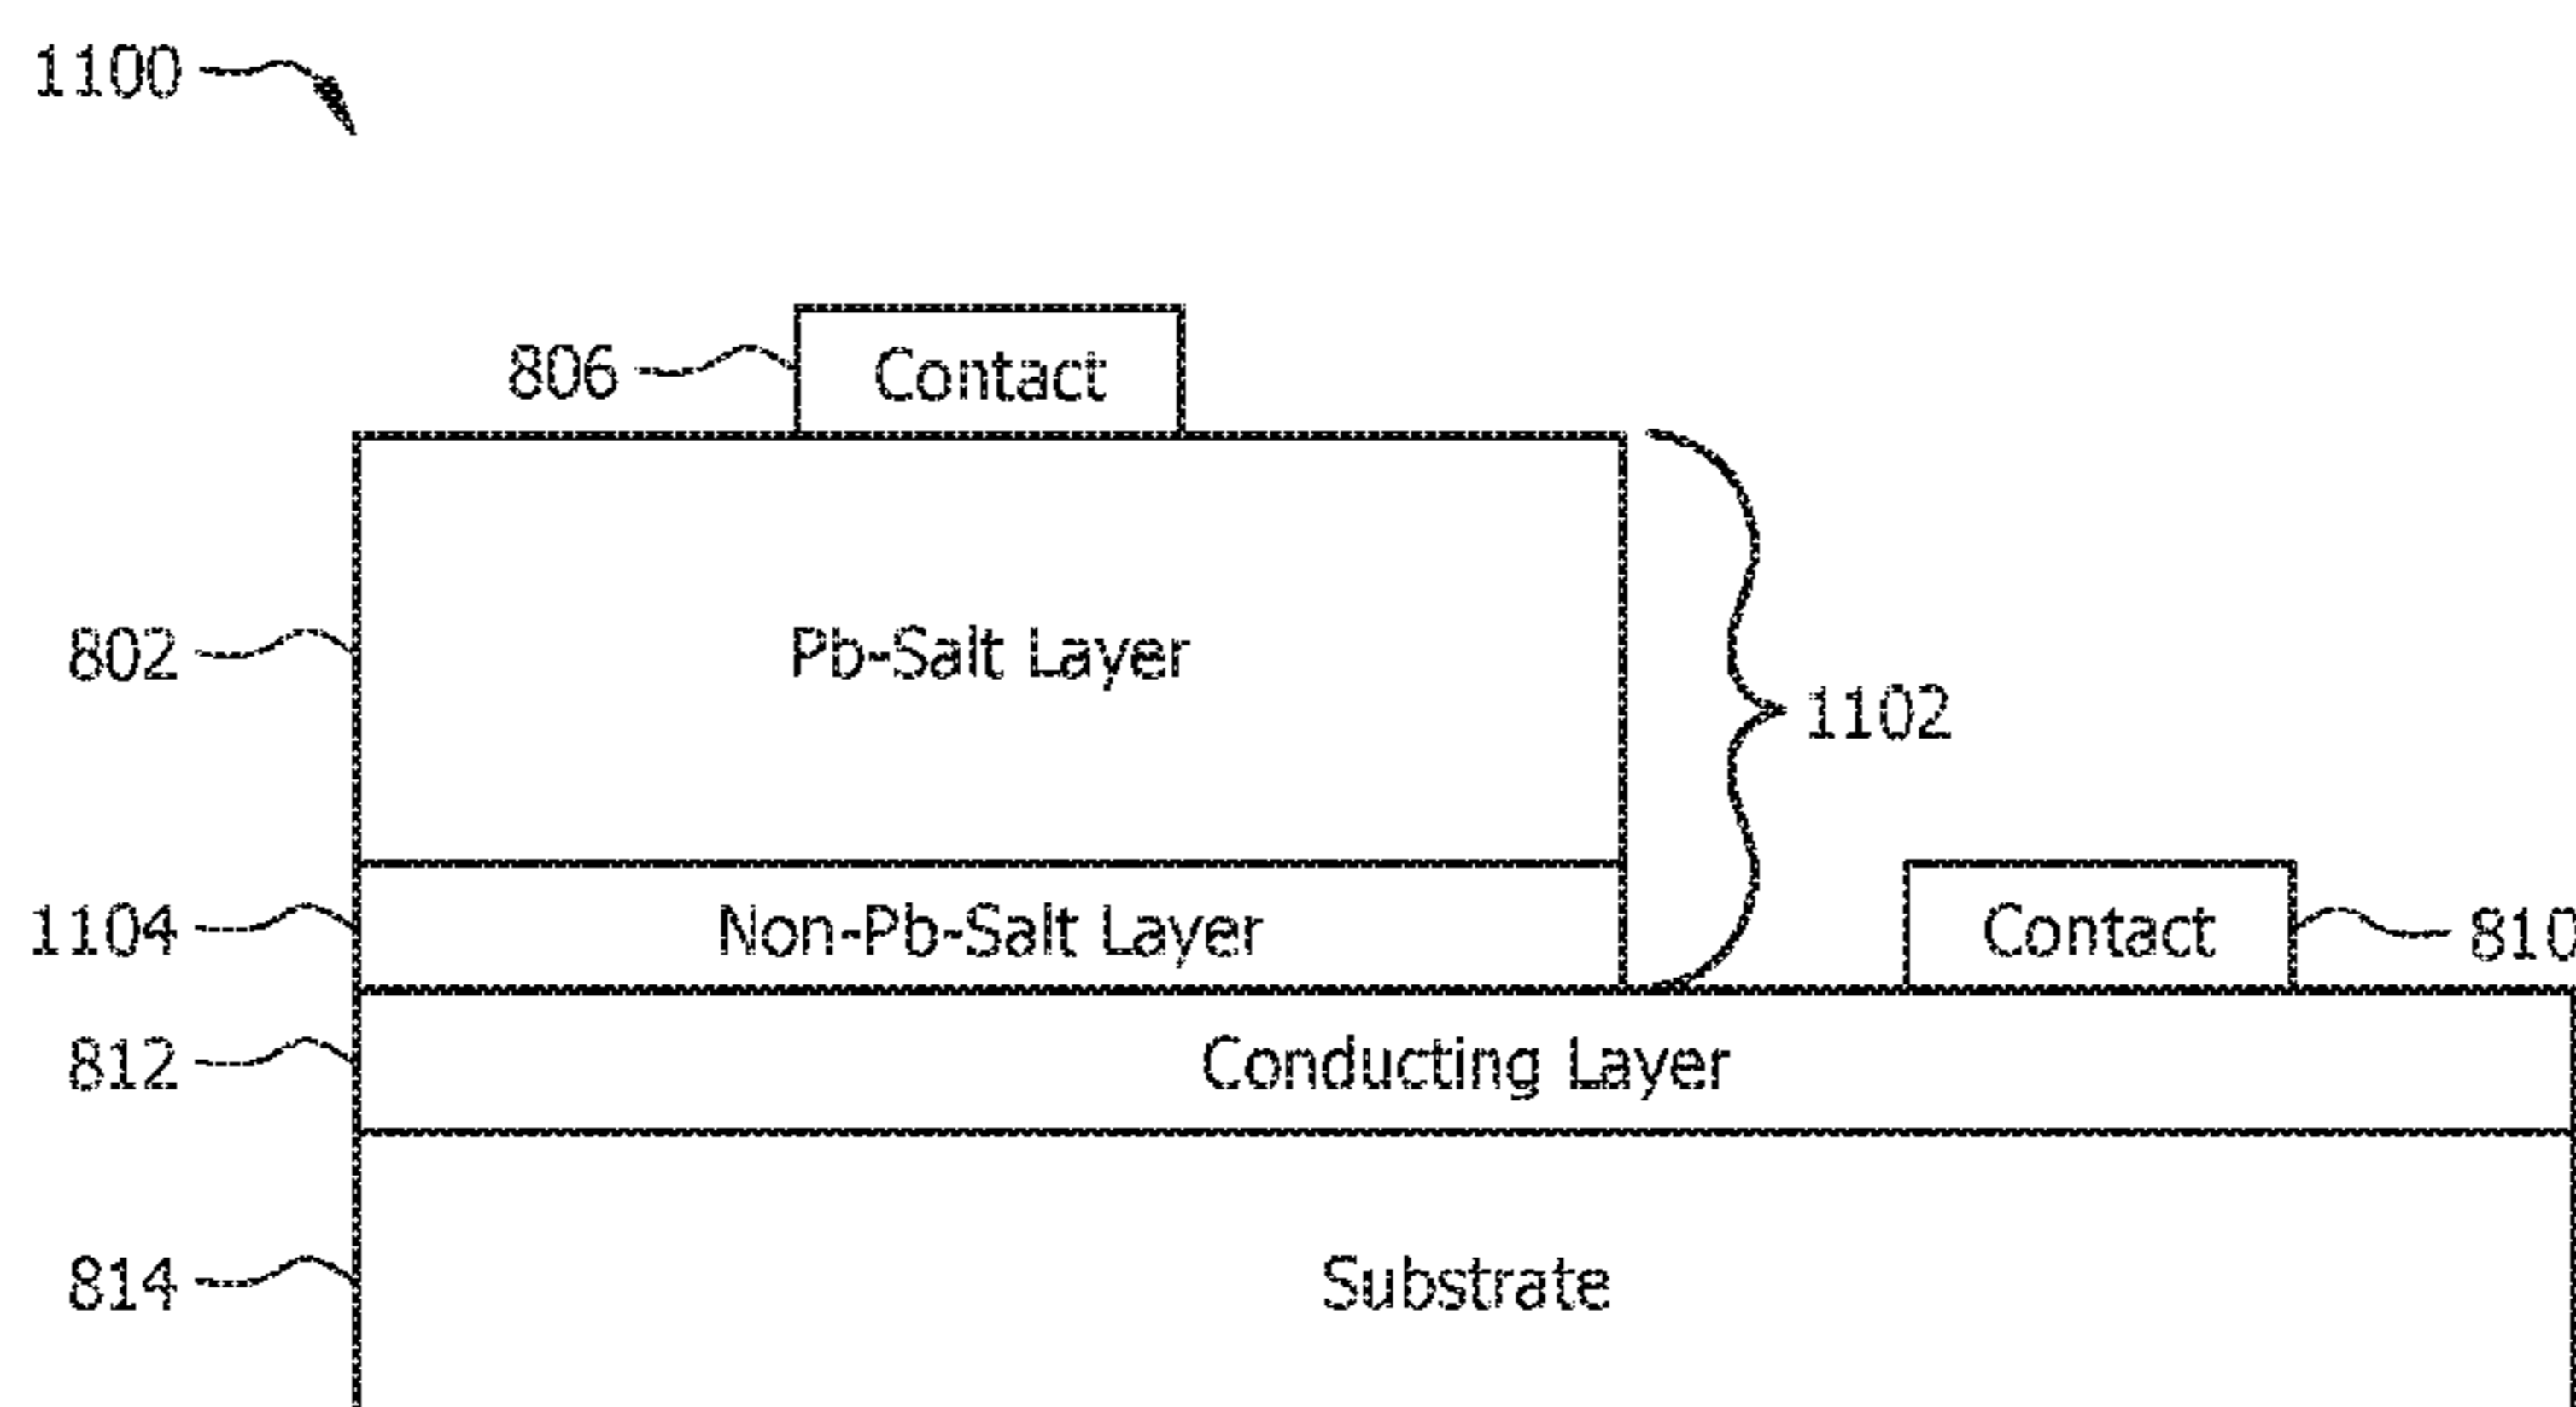 1100
806 Contact
802 Pb-Salt Layer
1102
1104 Non-Pb-Salt Layer
Contact 810
812 Conducting Layer
814 Substrate